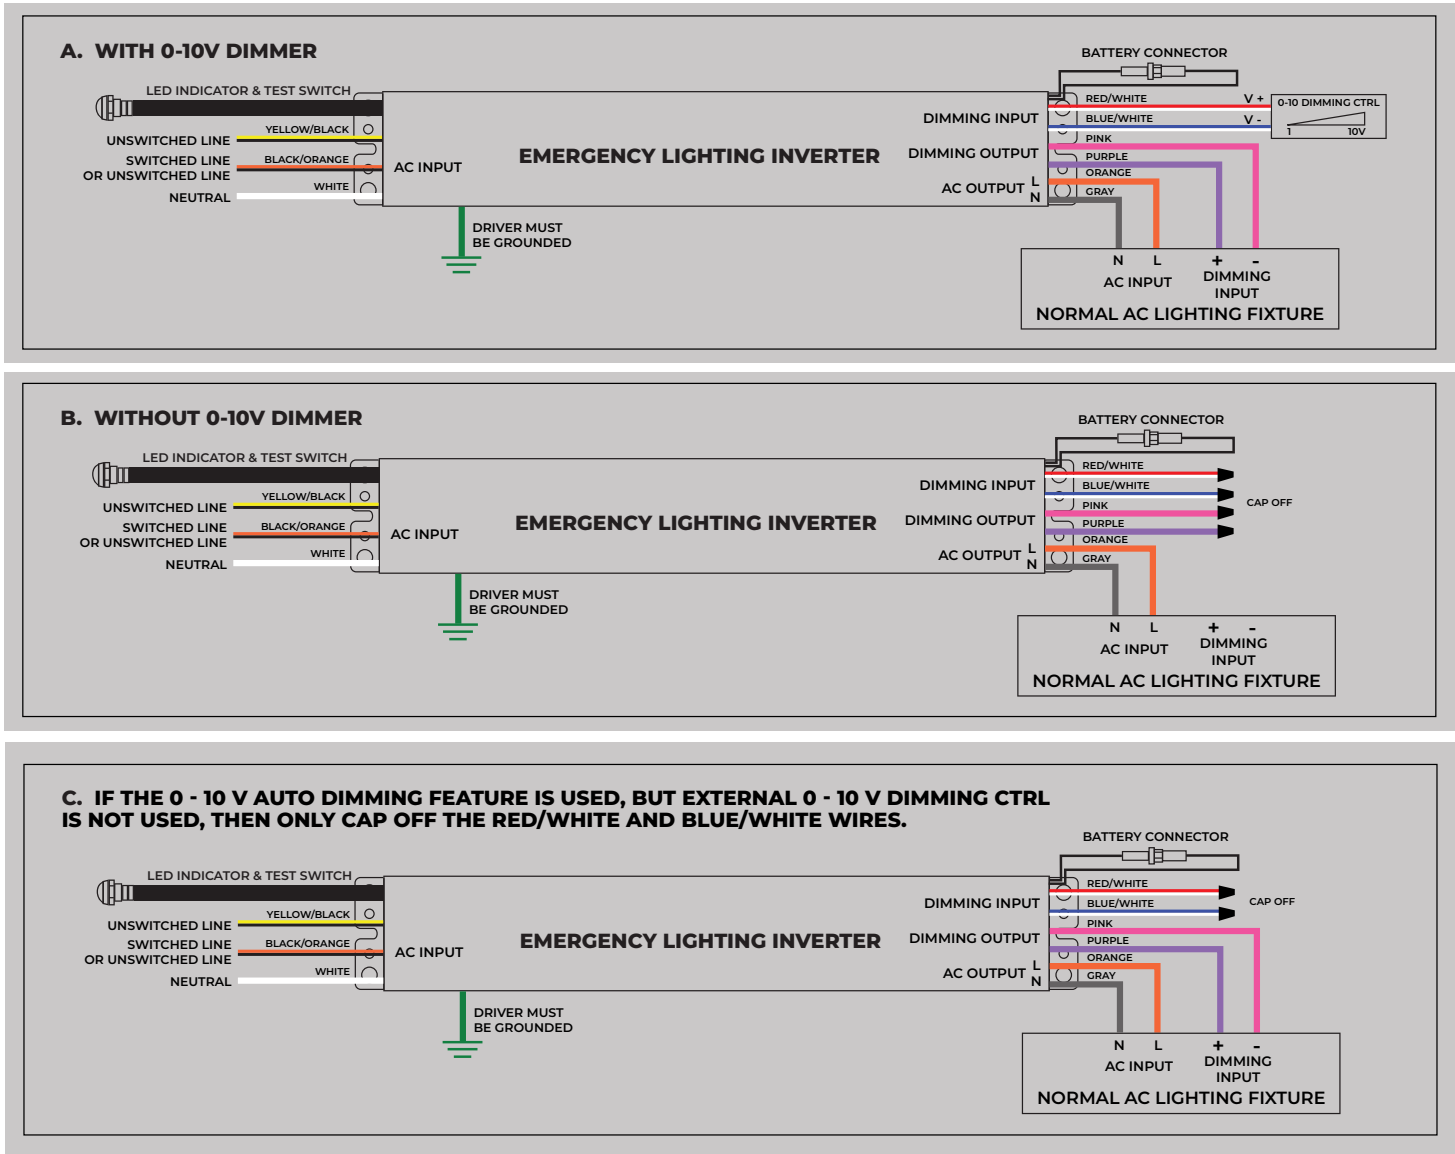 A. WITH 0-10V DIMMER
BATTERY CONNECTOR
LED INDICATOR & TEST SWITCH
RED/WHITE
V +
0-10 DIMMING CTRL
1 10V
YELLOW/BLACK
UNSWITCHED LINE
DIMMING INPUT
BLUE/WHITE
V -
PINK
SWITCHED LINE
OR UNSWITCHED LINE
BLACK/ORANGE
AC INPUT
EMERGENCY LIGHTING INVERTER
DIMMING OUTPUT
PURPLE
ORANGE
WHITE
NEUTRAL
AC OUTPUT
L
N
GRAY
DRIVER MUST
BE GROUNDED
N L + -
AC INPUT
DIMMING
INPUT
NORMAL AC LIGHTING FIXTURE
B. WITHOUT 0-10V DIMMER
BATTERY CONNECTOR
LED INDICATOR & TEST SWITCH
RED/WHITE
YELLOW/BLACK
UNSWITCHED LINE
DIMMING INPUT
BLUE/WHITE
CAP OFF
PINK
SWITCHED LINE
OR UNSWITCHED LINE
BLACK/ORANGE
AC INPUT
EMERGENCY LIGHTING INVERTER
DIMMING OUTPUT
PURPLE
ORANGE
WHITE
NEUTRAL
AC OUTPUT
L
N
GRAY
DRIVER MUST
BE GROUNDED
N L + -
AC INPUT
DIMMING
INPUT
NORMAL AC LIGHTING FIXTURE
C. IF THE 0 - 10 V AUTO DIMMING FEATURE IS USED, BUT EXTERNAL 0 - 10 V DIMMING CTRL
IS NOT USED, THEN ONLY CAP OFF THE RED/WHITE AND BLUE/WHITE WIRES.
BATTERY CONNECTOR
LED INDICATOR & TEST SWITCH
RED/WHITE
YELLOW/BLACK
UNSWITCHED LINE
DIMMING INPUT
BLUE/WHITE
CAP OFF
PINK
SWITCHED LINE
OR UNSWITCHED LINE
BLACK/ORANGE
AC INPUT
EMERGENCY LIGHTING INVERTER
DIMMING OUTPUT
PURPLE
ORANGE
WHITE
NEUTRAL
AC OUTPUT
L
N
GRAY
DRIVER MUST
BE GROUNDED
N L + -
AC INPUT
DIMMING
INPUT
NORMAL AC LIGHTING FIXTURE